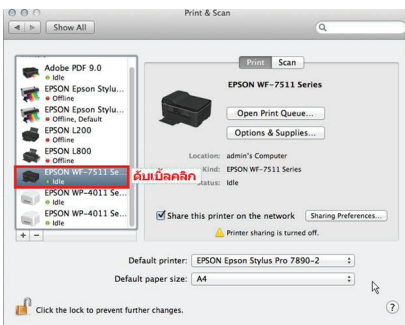 Print & Scan
Show All
Adobe PDF 9.0
Idle
EPSON Epson Stylu...
Offline
EPSON Epson Stylu...
Offline, Default
EPSON L200
Offline
EPSON L800
Offline
EPSON WF-7511 Se...
Idle
EPSON WP-4011 Se...
Idle
EPSON WP-4011 Se...
Idle
+ −
ดับเบิ้ลคลิก
Print Scan
EPSON WF-7511 Series
Open Print Queue...
Options & Supplies...
Location: admin's Computer
Kind: EPSON WF-7511 Series
Status: Idle
Share this printer on the network Sharing Preferences...
Printer sharing is turned off.
Default printer: EPSON Epson Stylus Pro 7890-2
Default paper size: A4
Click the lock to prevent further changes. ?